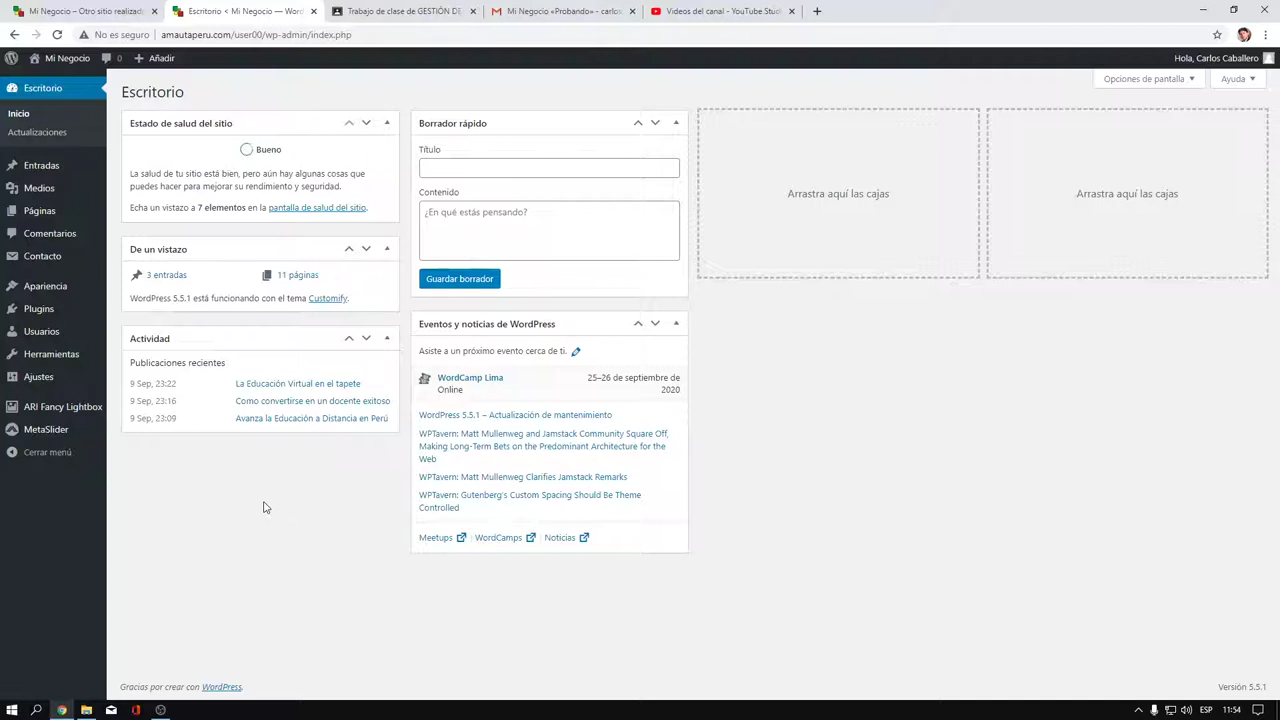 Mi Negocio – Otro sitio realizado
Escritorio < Mi Negocio — Word
Trabajo de clase de GESTIÓN DE
Mi Negocio «Probando» - carlos
Videos del canal - YouTube Studi
No es seguro
amautaperu.com/user00/wp-admin/index.php
Mi Negocio
0
Añadir
Hola, Carlos Caballero
Escritorio
Inicio
Actualizaciones
Entradas
Medios
Páginas
Comentarios
Contacto
Apariencia
Plugins
Usuarios
Herramientas
Ajustes
ARI Fancy Lightbox
MetaSlider
Cerrar menú
Opciones de pantalla
Ayuda
Escritorio
Estado de salud del sitio
Bueno
La salud de tu sitio está bien, pero aún hay algunas cosas que
puedes hacer para mejorar su rendimiento y seguridad.
Echa un vistazo a 7 elementos en la pantalla de salud del sitio.
De un vistazo
3 entradas
11 páginas
WordPress 5.5.1 está funcionando con el tema Customify.
Actividad
Publicaciones recientes
9 Sep, 23:22 La Educación Virtual en el tapete
9 Sep, 23:16 Como convertirse en un docente exitoso
9 Sep, 23:09 Avanza la Educación a Distancia en Perú
Borrador rápido
Título
Contenido
¿En qué estás pensando?
Guardar borrador
Eventos y noticias de WordPress
Asiste a un próximo evento cerca de ti.
WordCamp Lima 25–26 de septiembre de
Online 2020
WordPress 5.5.1 – Actualización de mantenimiento
WPTavern: Matt Mullenweg and Jamstack Community Square Off,
Making Long-Term Bets on the Predominant Architecture for the
Web
WPTavern: Matt Mullenweg Clarifies Jamstack Remarks
WPTavern: Gutenberg's Custom Spacing Should Be Theme
Controlled
Meetups | WordCamps | Noticias
Arrastra aquí las cajas
Arrastra aquí las cajas
Gracias por crear con WordPress.
Versión 5.5.1
ESP
11:54